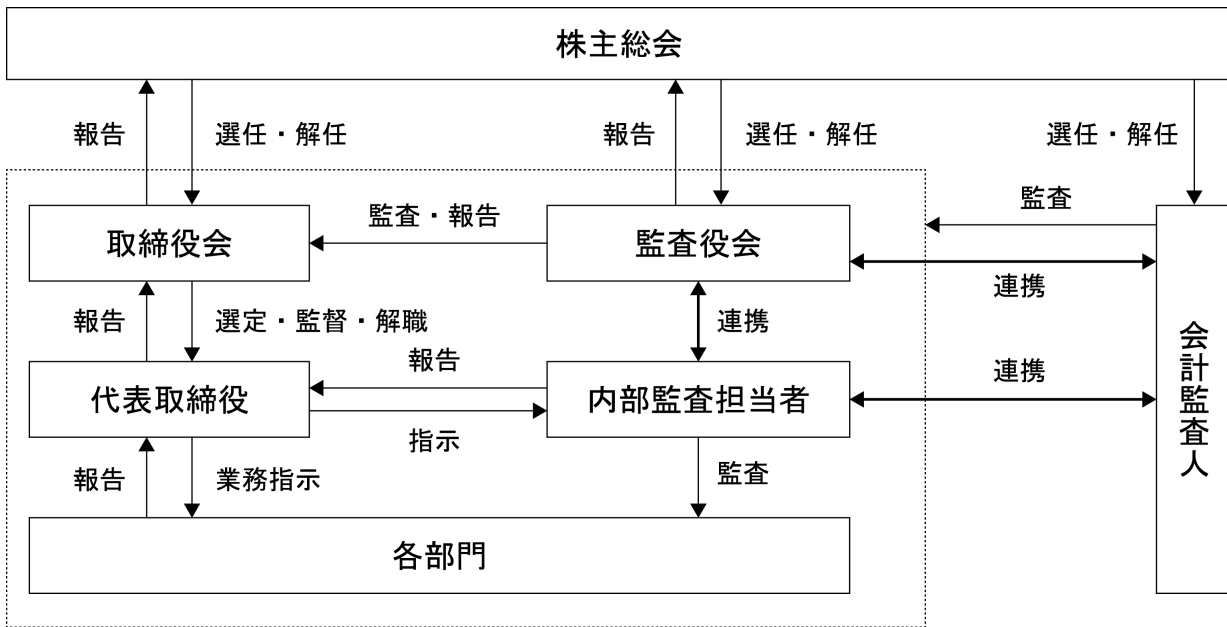 株主総会
報告
選任・解任
報告
選任・解任
選任・解任
取締役会
監査・報告
監査役会
監査
連携
報告
選定・監督・解職
連携
代表取締役
報告
指示
内部監査担当者
連携
会計監査人
報告
業務指示
監査
各部門